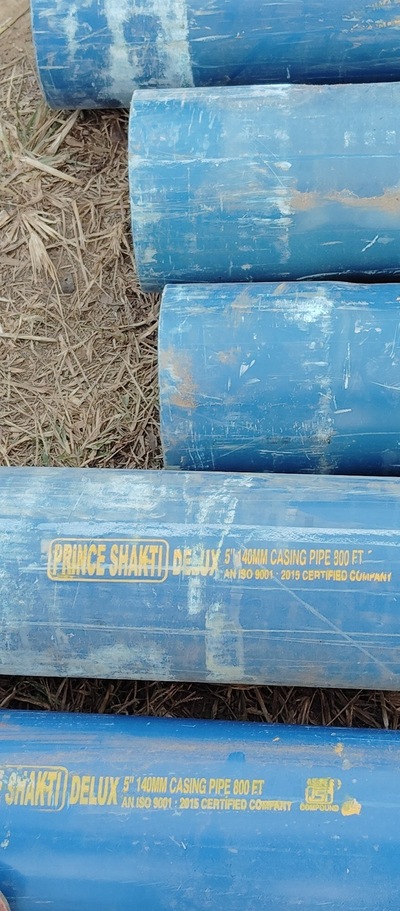 PRINCE SHAKTI DELUX 5" 140MM CASING PIPE 800 FT
AN ISO 9001 : 2015 CERTIFIED COMPANY
SHAKTI DELUX 5" 140MM CASING PIPE 800 FT
AN ISO 9001 : 2015 CERTIFIED COMPANY
COMPOUND